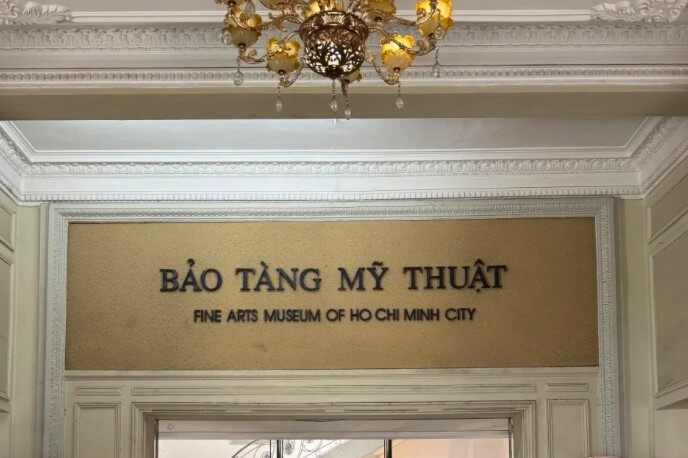 BẢO TÀNG MỸ THUẬT
FINE ARTS MUSEUM OF HO CHI MINH CITY